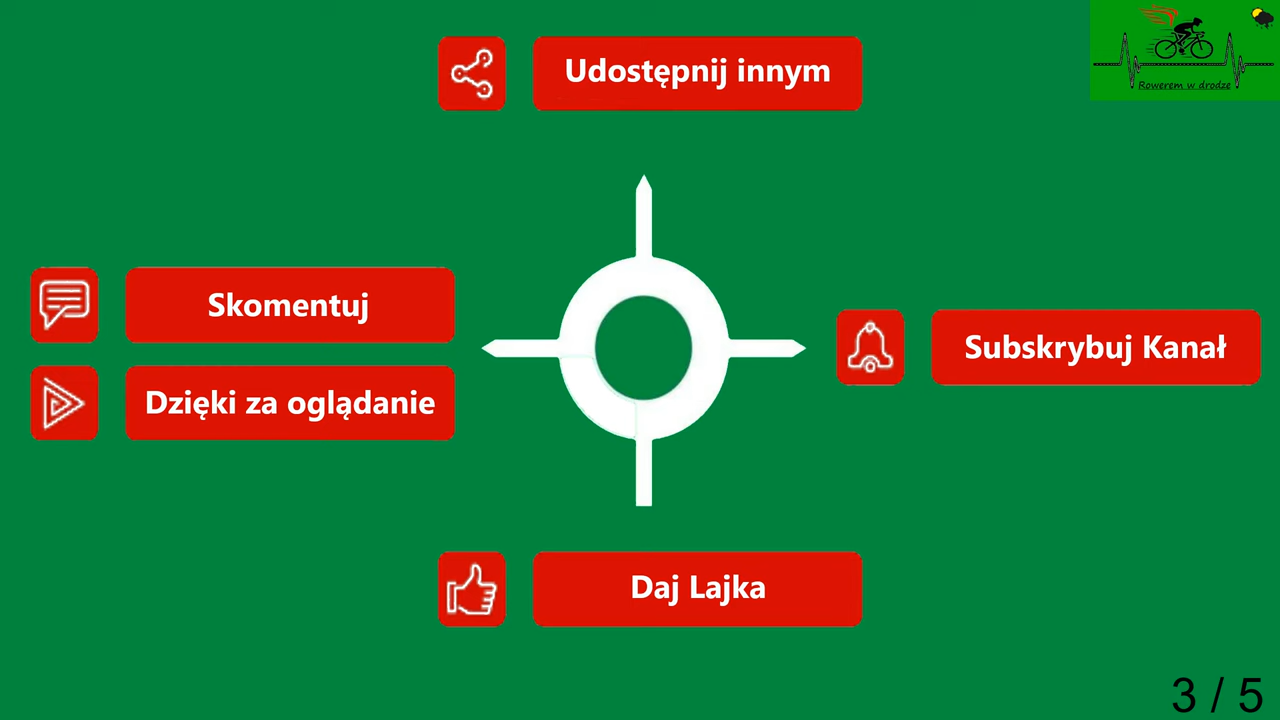 Udostępnij innym
Rowerem w drodze
Skomentuj
Dzięki za oglądanie
Subskrybuj Kanał
Daj Lajka
3 / 5